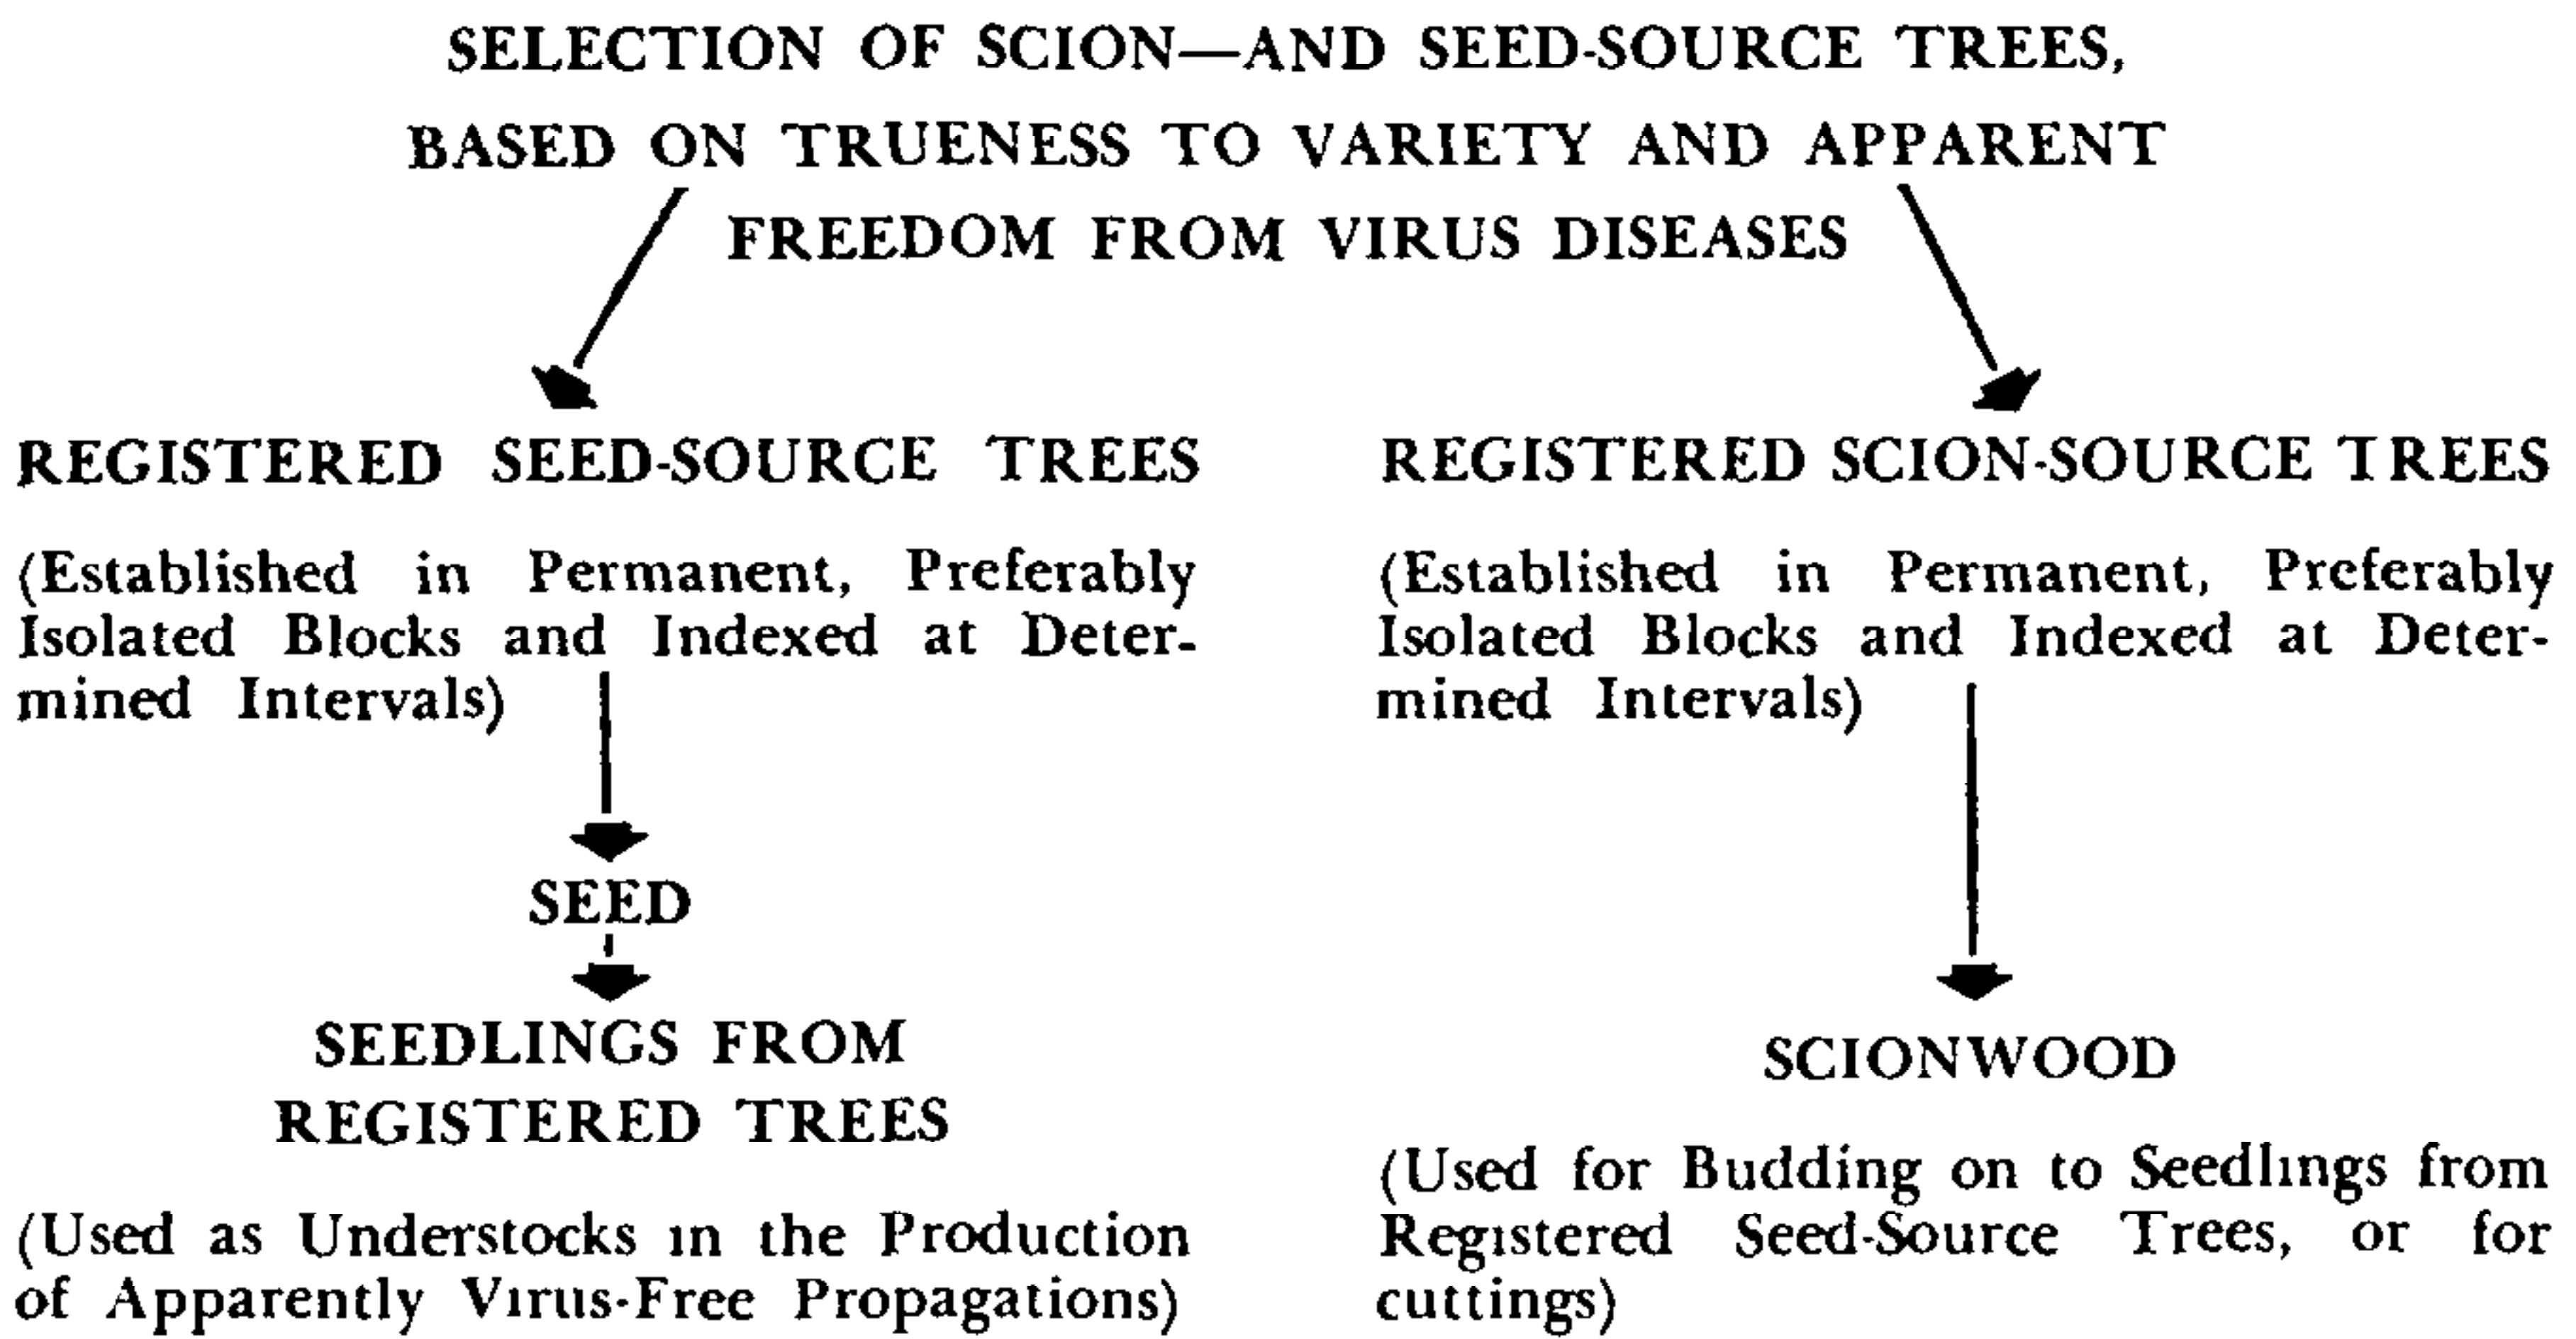 SELECTION OF SCION—AND SEED-SOURCE TREES,
BASED ON TRUENESS TO VARIETY AND APPARENT
FREEDOM FROM VIRUS DISEASES
REGISTERED SEED-SOURCE TREES
(Established in Permanent, Preferably
Isolated Blocks and Indexed at Deter-
mined Intervals)
SEED
SEEDLINGS FROM
REGISTERED TREES
(Used as Understocks in the Production
of Apparently Virus-Free Propagations)
REGISTERED SCION-SOURCE TREES
(Established in Permanent, Preferably
Isolated Blocks and Indexed at Deter-
mined Intervals)
SCIONWOOD
(Used for Budding on to Seedlings from
Registered Seed-Source Trees, or for
cuttings)